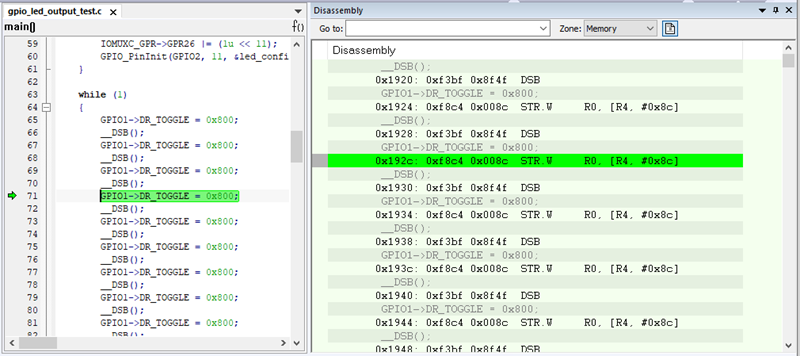 gpio_led_output_test.c
main()
f()
59 IOMUXC_GPR->GPR26 |= (1u << 11);
60 GPIO_PinInit(GPIO2, 11, &led_confi
61 }
62
63 while (1)
64 {
65 GPIO1->DR_TOGGLE = 0x800;
66 __DSB();
67 GPIO1->DR_TOGGLE = 0x800;
68 __DSB();
69 GPIO1->DR_TOGGLE = 0x800;
70 __DSB();
71 GPIO1->DR_TOGGLE = 0x800;
72 __DSB();
73 GPIO1->DR_TOGGLE = 0x800;
74 __DSB();
75 GPIO1->DR_TOGGLE = 0x800;
76 __DSB();
77 GPIO1->DR_TOGGLE = 0x800;
78 __DSB();
79 GPIO1->DR_TOGGLE = 0x800;
80 __DSB();
81 GPIO1->DR_TOGGLE = 0x800;
82 __DSB();
Disassembly
Go to: Zone: Memory
Disassembly
__DSB();
0x1920: 0xf3bf 0x8f4f DSB
GPIO1->DR_TOGGLE = 0x800;
0x1924: 0xf8c4 0x008c STR.W R0, [R4, #0x8c]
__DSB();
0x1928: 0xf3bf 0x8f4f DSB
GPIO1->DR_TOGGLE = 0x800;
0x192c: 0xf8c4 0x008c STR.W R0, [R4, #0x8c]
__DSB();
0x1930: 0xf3bf 0x8f4f DSB
GPIO1->DR_TOGGLE = 0x800;
0x1934: 0xf8c4 0x008c STR.W R0, [R4, #0x8c]
__DSB();
0x1938: 0xf3bf 0x8f4f DSB
GPIO1->DR_TOGGLE = 0x800;
0x193c: 0xf8c4 0x008c STR.W R0, [R4, #0x8c]
__DSB();
0x1940: 0xf3bf 0x8f4f DSB
GPIO1->DR_TOGGLE = 0x800;
0x1944: 0xf8c4 0x008c STR.W R0, [R4, #0x8c]
__DSB();
0x1948: 0xf3bf 0x8f4f DSB